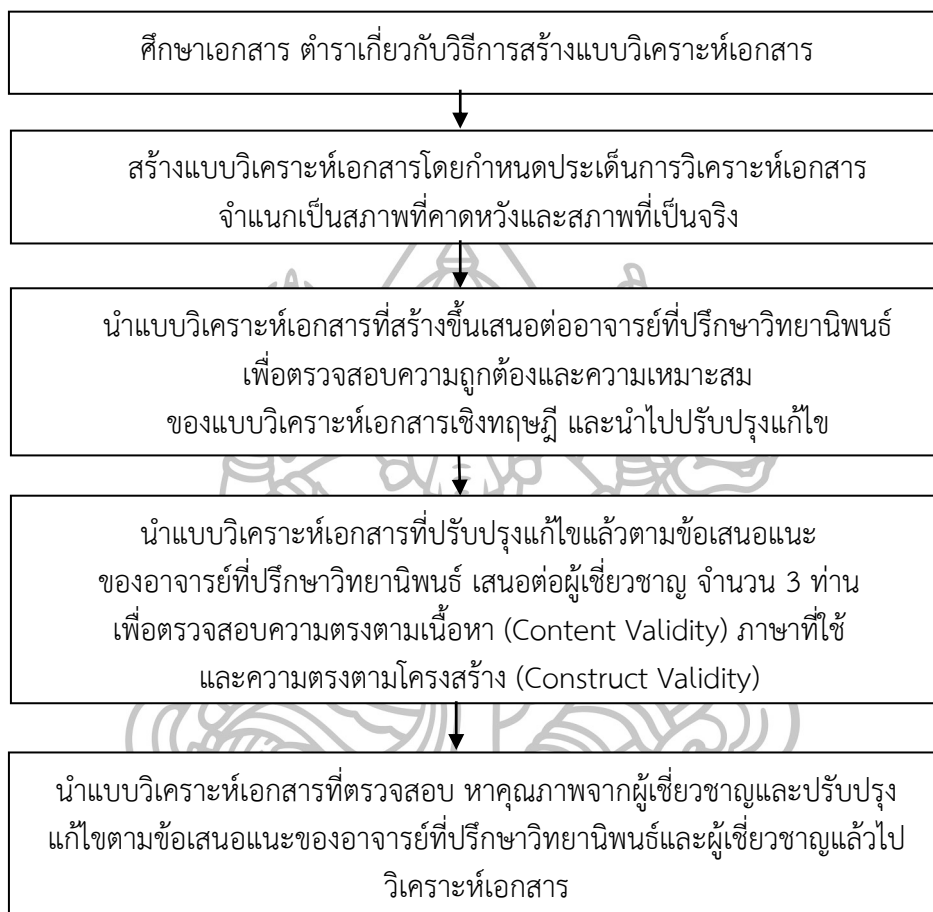 ศึกษาเอกสาร ตำราเกี่ยวกับวิธีการสร้างแบบวิเคราะห์เอกสาร
สร้างแบบวิเคราะห์เอกสารโดยกำหนดประเด็นการวิเคราะห์เอกสาร
จำแนกเป็นสภาพที่คาดหวังและสภาพที่เป็นจริง
นำแบบวิเคราะห์เอกสารที่สร้างขึ้นเสนอต่ออาจารย์ที่ปรึกษาวิทยานิพนธ์
เพื่อตรวจสอบความถูกต้องและความเหมาะสม
ของแบบวิเคราะห์เอกสารเชิงทฤษฎี และนำไปปรับปรุงแก้ไข
นำแบบวิเคราะห์เอกสารที่ปรับปรุงแก้ไขแล้วตามข้อเสนอแนะ
ของอาจารย์ที่ปรึกษาวิทยานิพนธ์ เสนอต่อผู้เชี่ยวชาญ จำนวน 3 ท่าน
เพื่อตรวจสอบความตรงตามเนื้อหา (Content Validity) ภาษาที่ใช้
และความตรงตามโครงสร้าง (Construct Validity)
นำแบบวิเคราะห์เอกสารที่ตรวจสอบ หาคุณภาพจากผู้เชี่ยวชาญและปรับปรุง
แก้ไขตามข้อเสนอแนะของอาจารย์ที่ปรึกษาวิทยานิพนธ์และผู้เชี่ยวชาญแล้วไป
วิเคราะห์เอกสาร